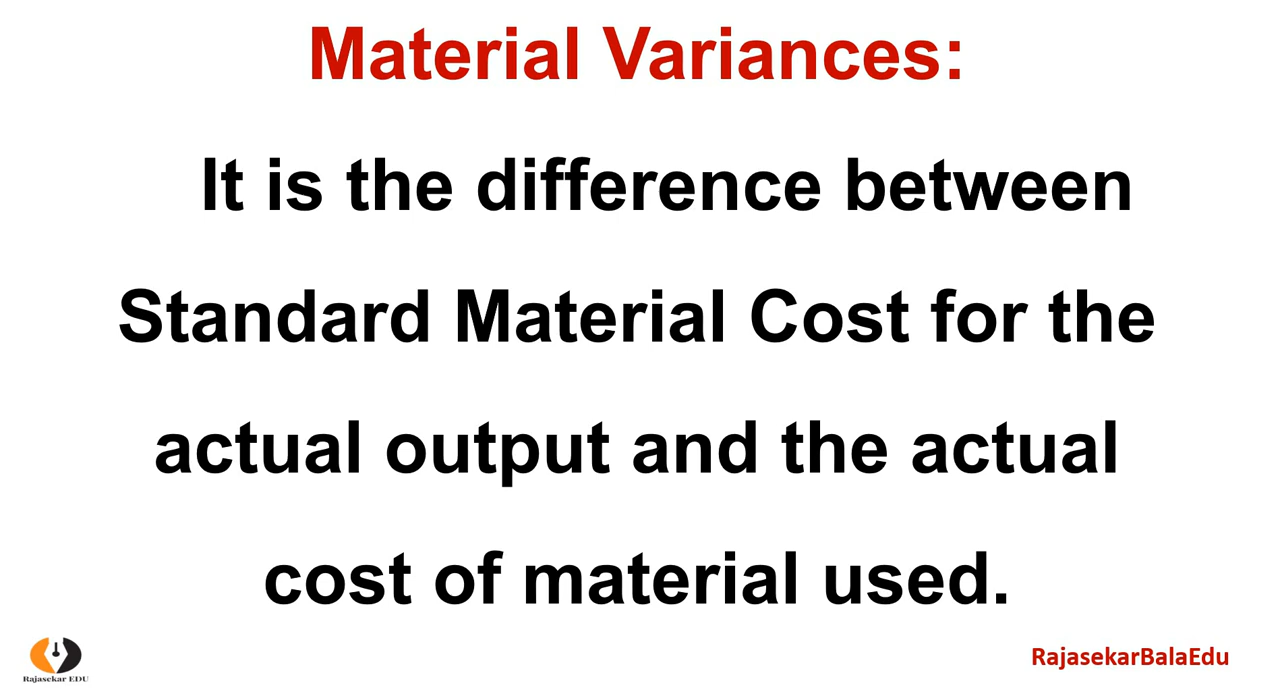 Material Variances:
It is the difference between
Standard Material Cost for the
actual output and the actual
cost of material used.
Rajasekar EDU
RajasekarBalaEdu